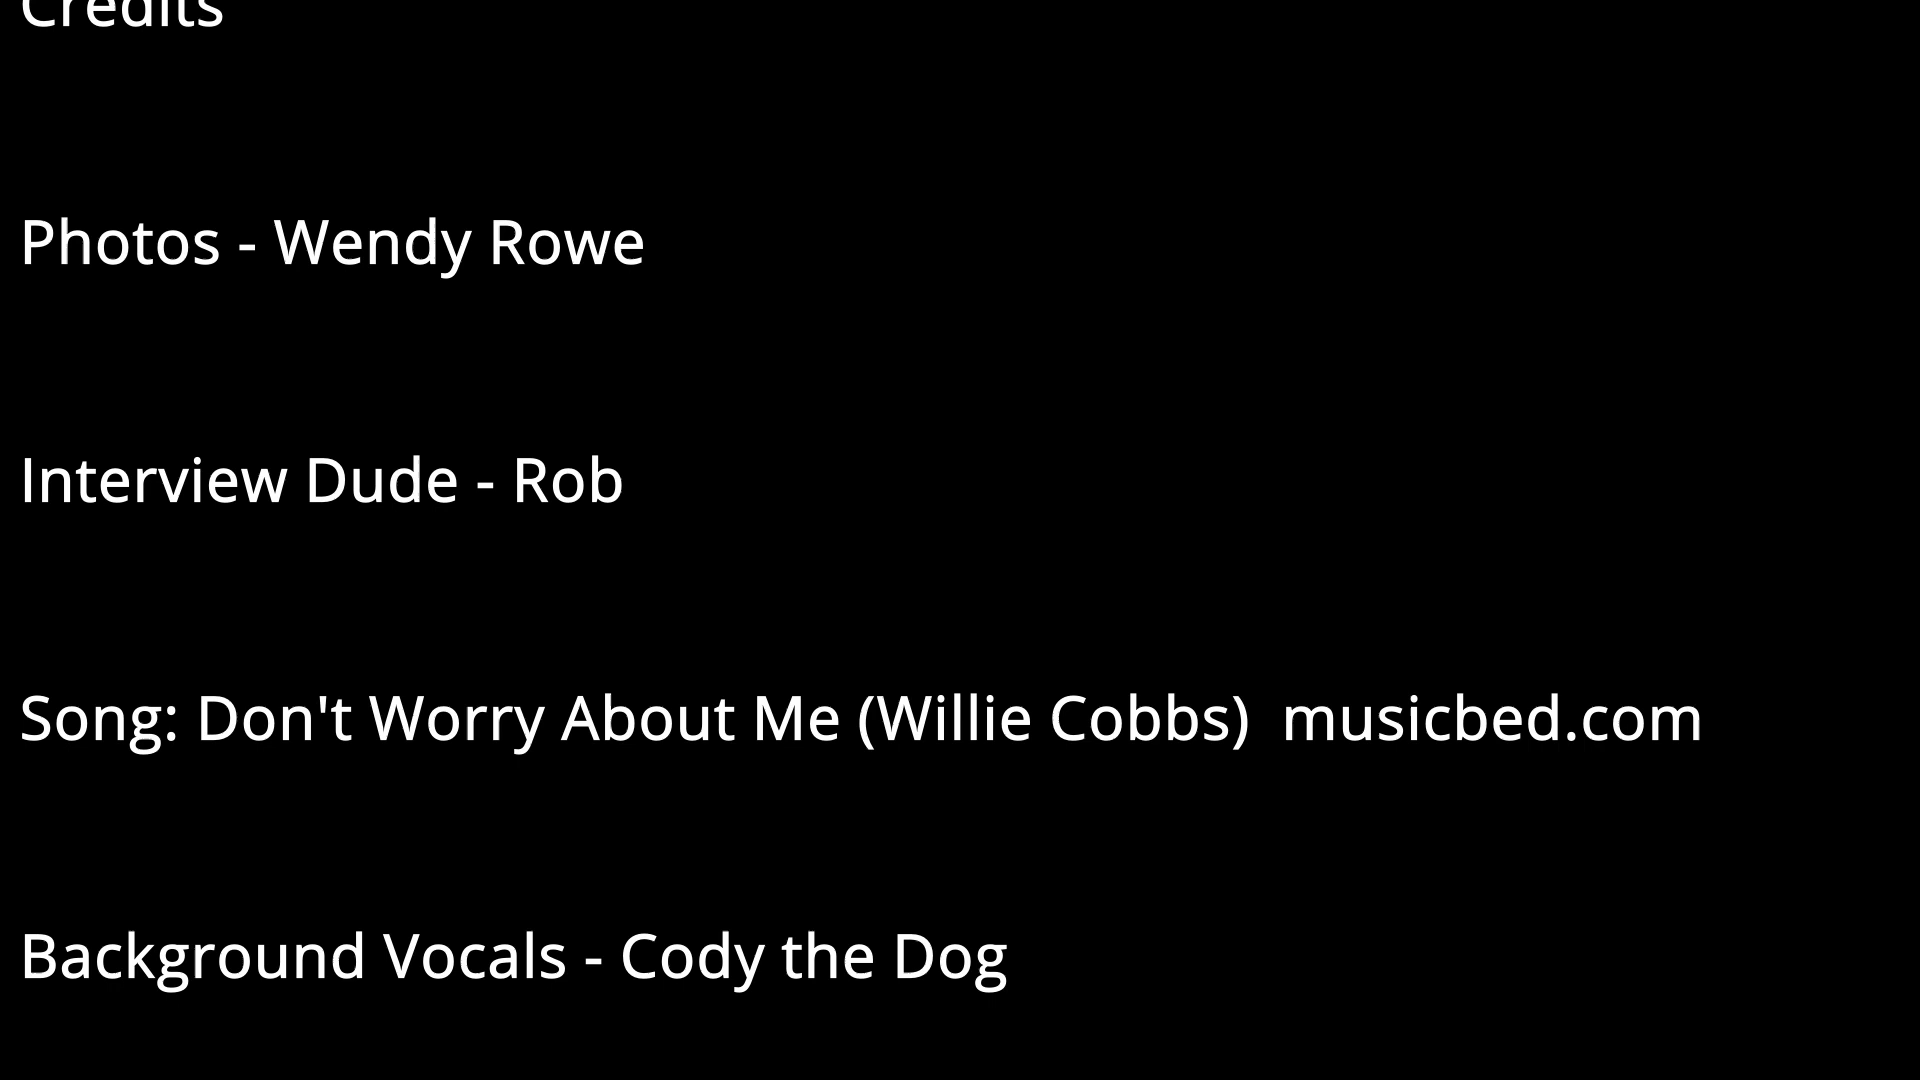 Credits
Photos - Wendy Rowe
Interview Dude - Rob
Song: Don't Worry About Me (Willie Cobbs)  musicbed.com
Background Vocals - Cody the Dog